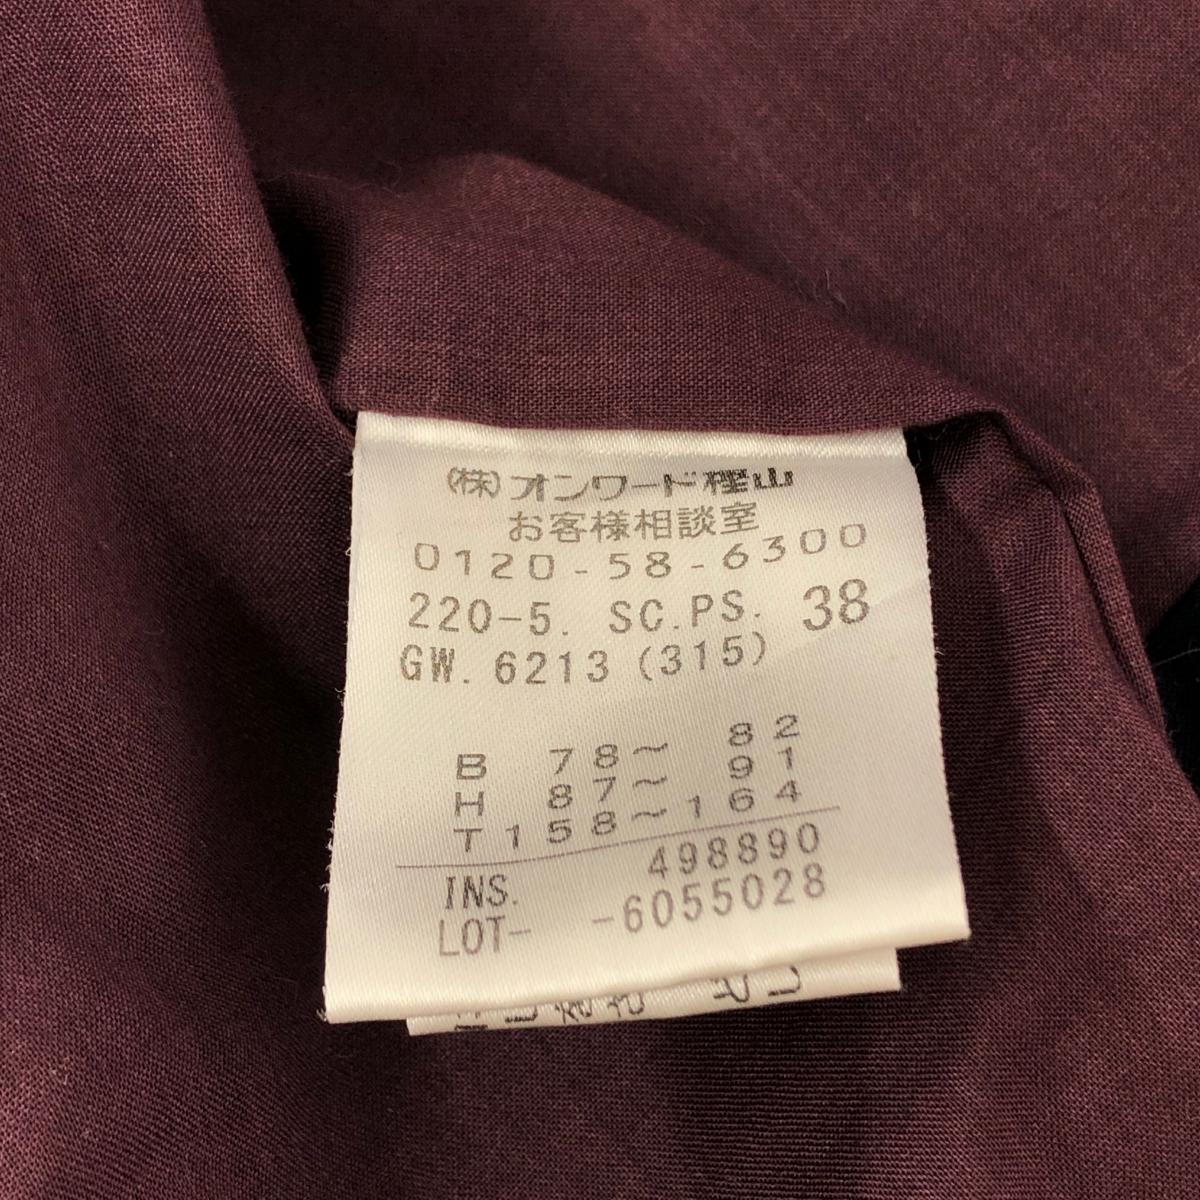 (株)オンワード樫山
お客様相談室
0120-58-6300
220-5. SC.PS. 38
GW. 6213 (315)
B 78～ 82
H 87～ 91
T158～164
INS. 498890
LOT- -6055028